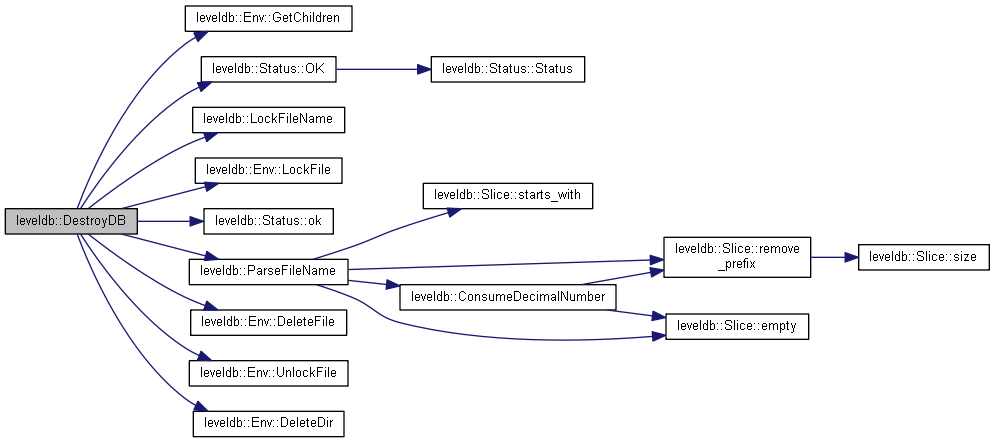 leveldb::Env::GetChildren
leveldb::Status::OK
leveldb::Status::Status
leveldb::LockFileName
leveldb::Env::LockFile
leveldb::Slice::starts_with
leveldb::DestroyDB
leveldb::Status::ok
leveldb::Slice::remove
_prefix
leveldb::Slice::size
leveldb::ParseFileName
leveldb::ConsumeDecimalNumber
leveldb::Env::DeleteFile
leveldb::Slice::empty
leveldb::Env::UnlockFile
leveldb::Env::DeleteDir